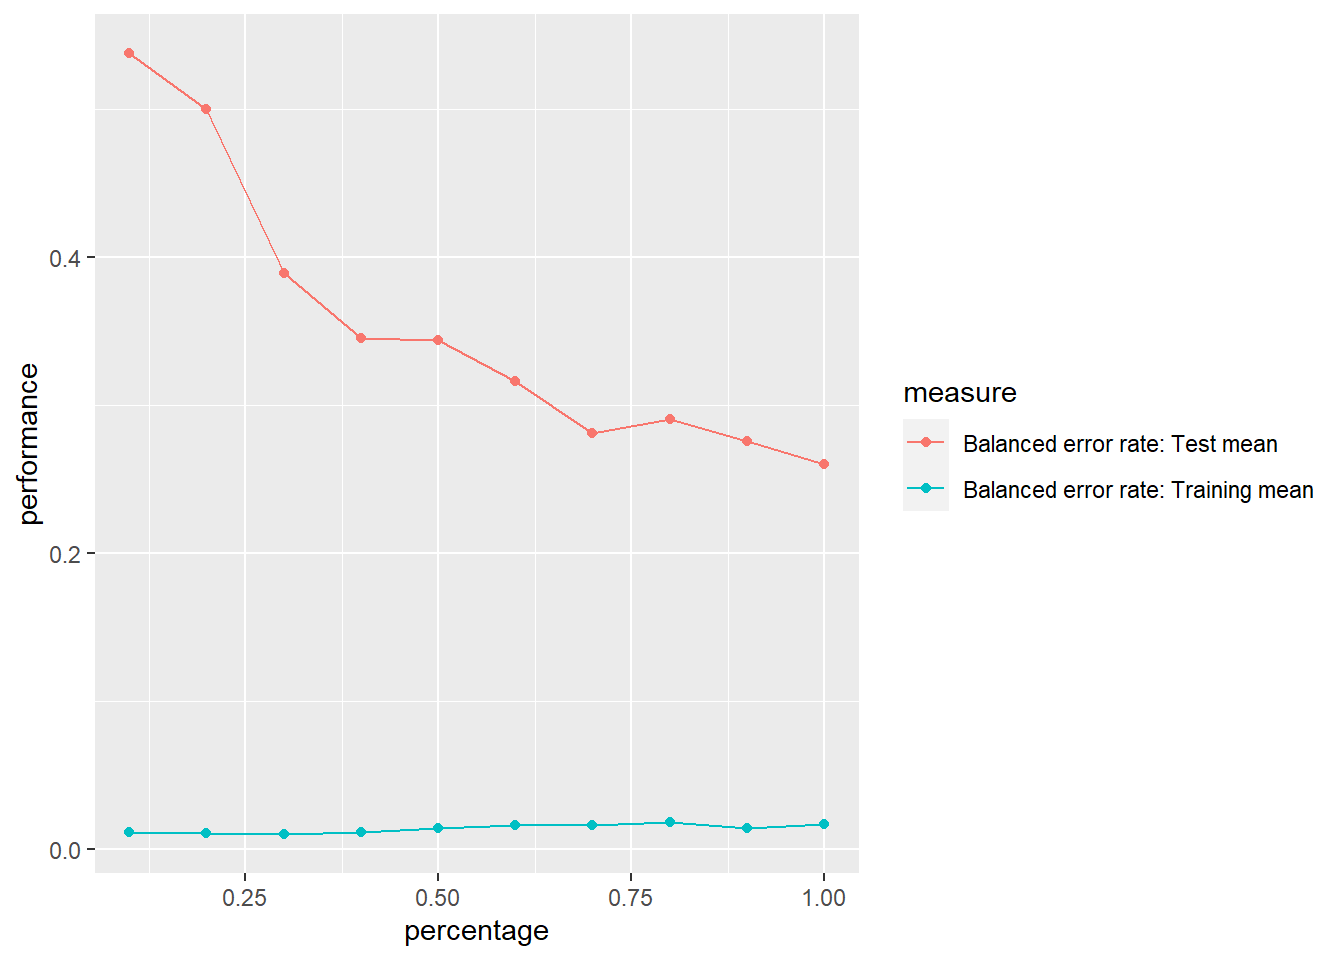 performance
0.4
0.2
0.0
0.25 0.50 0.75 1.00
percentage
measure
Balanced error rate: Test mean
Balanced error rate: Training mean